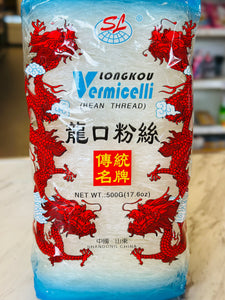 SL
LONGKOU
Vermicelli
(BEAN THREAD)
龍口粉絲
傳統
名牌
NET WT.:500G(17.6oz)
中國 山東
SHANDONG CHINA